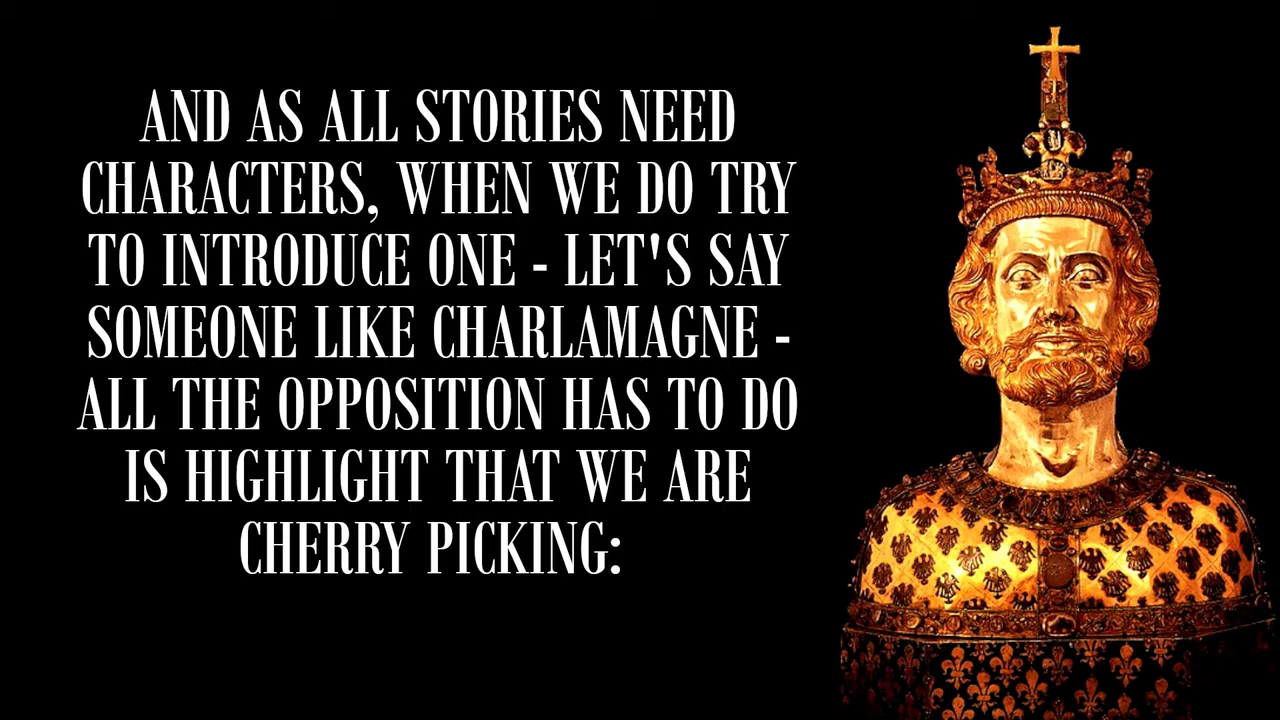 AND AS ALL STORIES NEED
CHARACTERS, WHEN WE DO TRY
TO INTRODUCE ONE - LET'S SAY
SOMEONE LIKE CHARLAMAGNE -
ALL THE OPPOSITION HAS TO DO
IS HIGHLIGHT THAT WE ARE
CHERRY PICKING: